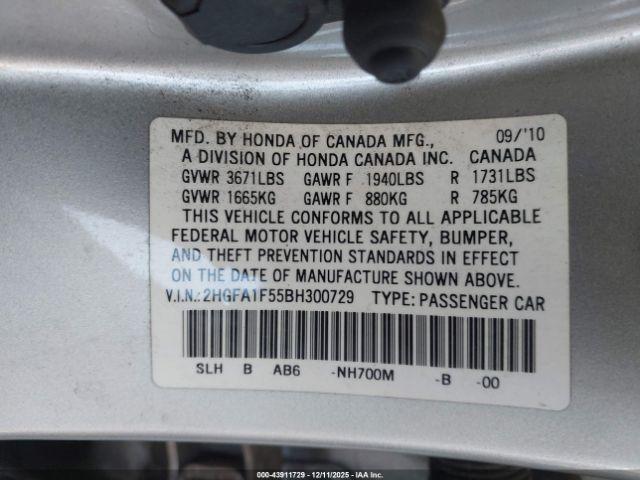 MFD. BY HONDA OF CANADA MFG., 09/'10
A DIVISION OF HONDA CANADA INC. CANADA
GVWR 3671LBS GAWR F 1940LBS R 1731LBS
GVWR 1665KG GAWR F 880KG R 785KG
THIS VEHICLE CONFORMS TO ALL APPLICABLE
FEDERAL MOTOR VEHICLE SAFETY, BUMPER,
AND THEFT PREVENTION STANDARDS IN EFFECT
ON THE DATE OF MANUFACTURE SHOWN ABOVE.
V.I.N.: 2HGFA1F55BH300729 TYPE: PASSENGER CAR
SLH B AB6 -NH700M -B -00
00-43911729 - 12/11/2025 - IAA Inc.